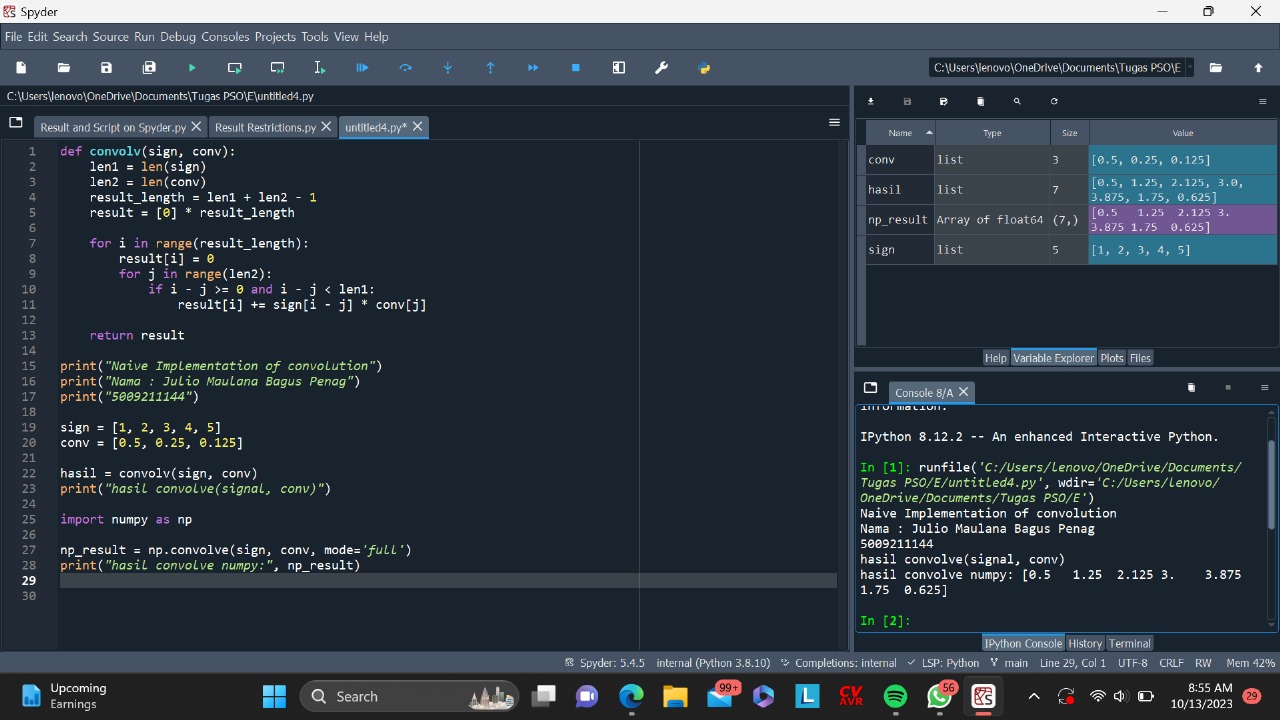 Spyder
File Edit Search Source Run Debug Consoles Projects Tools View Help
C:\Users\lenovo\OneDrive\Documents\Tugas PSO\E
C:\Users\lenovo\OneDrive\Documents\Tugas PSO\E\untitled4.py
Result and Script on Spyder.py
Result Restrictions.py
untitled4.py*
1 def convolv(sign, conv):
2     len1 = len(sign)
3     len2 = len(conv)
4     result_length = len1 + len2 - 1
5     result = [0] * result_length
6
7     for i in range(result_length):
8         result[i] = 0
9         for j in range(len2):
10             if i - j >= 0 and i - j < len1:
11                 result[i] += sign[i - j] * conv[j]
12
13     return result
14
15 print("Naive Implementation of convolution")
16 print("Nama : Julio Maulana Bagus Penag")
17 print("5009211144")
18
19 sign = [1, 2, 3, 4, 5]
20 conv = [0.5, 0.25, 0.125]
21
22 hasil = convolv(sign, conv)
23 print("hasil convolve(signal, conv)")
24
25 import numpy as np
26
27 np_result = np.convolve(sign, conv, mode='full')
28 print("hasil convolve numpy:", np_result)
29
30
Name Type Size Value
conv list 3 [0.5, 0.25, 0.125]
hasil list 7 [0.5, 1.25, 2.125, 3.0,
3.875, 1.75, 0.625]
np_result Array of float64 (7,) [0.5 1.25 2.125 3.
3.875 1.75 0.625]
sign list 5 [1, 2, 3, 4, 5]
Help Variable Explorer Plots Files
Console 8/A
information.
IPython 8.12.2 -- An enhanced Interactive Python.
In [1]: runfile('C:/Users/lenovo/OneDrive/Documents/
Tugas PSO/E/untitled4.py', wdir='C:/Users/lenovo/
OneDrive/Documents/Tugas PSO/E')
Naive Implementation of convolution
Nama : Julio Maulana Bagus Penag
5009211144
hasil convolve(signal, conv)
hasil convolve numpy: [0.5 1.25 2.125 3. 3.875
1.75 0.625]
In [2]:
IPython Console History Terminal
Spyder: 5.4.5 internal (Python 3.8.10) Completions: internal LSP: Python main Line 29, Col 1 UTF-8 CRLF RW Mem 42%
Upcoming
Earnings
Search
99+
L
CV
AVR
56
8:55 AM
10/13/2023
29